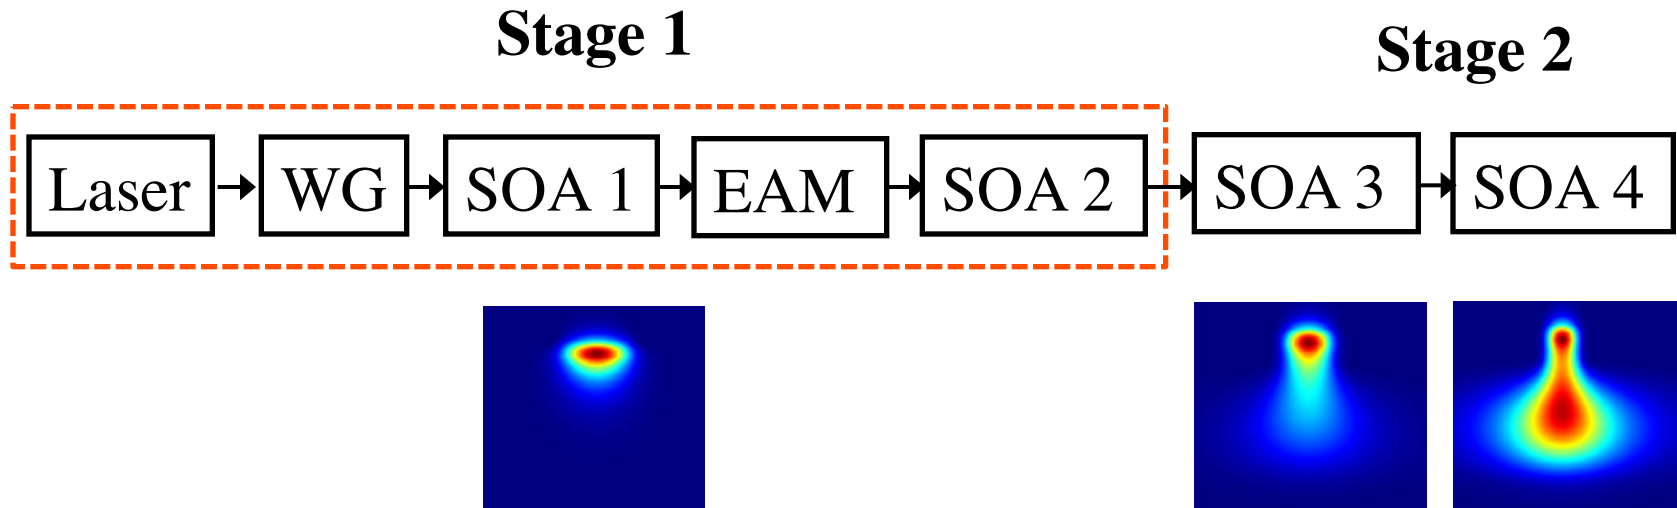 Stage 1
Stage 2
Laser
WG
SOA 1
EAM
SOA 2
SOA 3
SOA 4